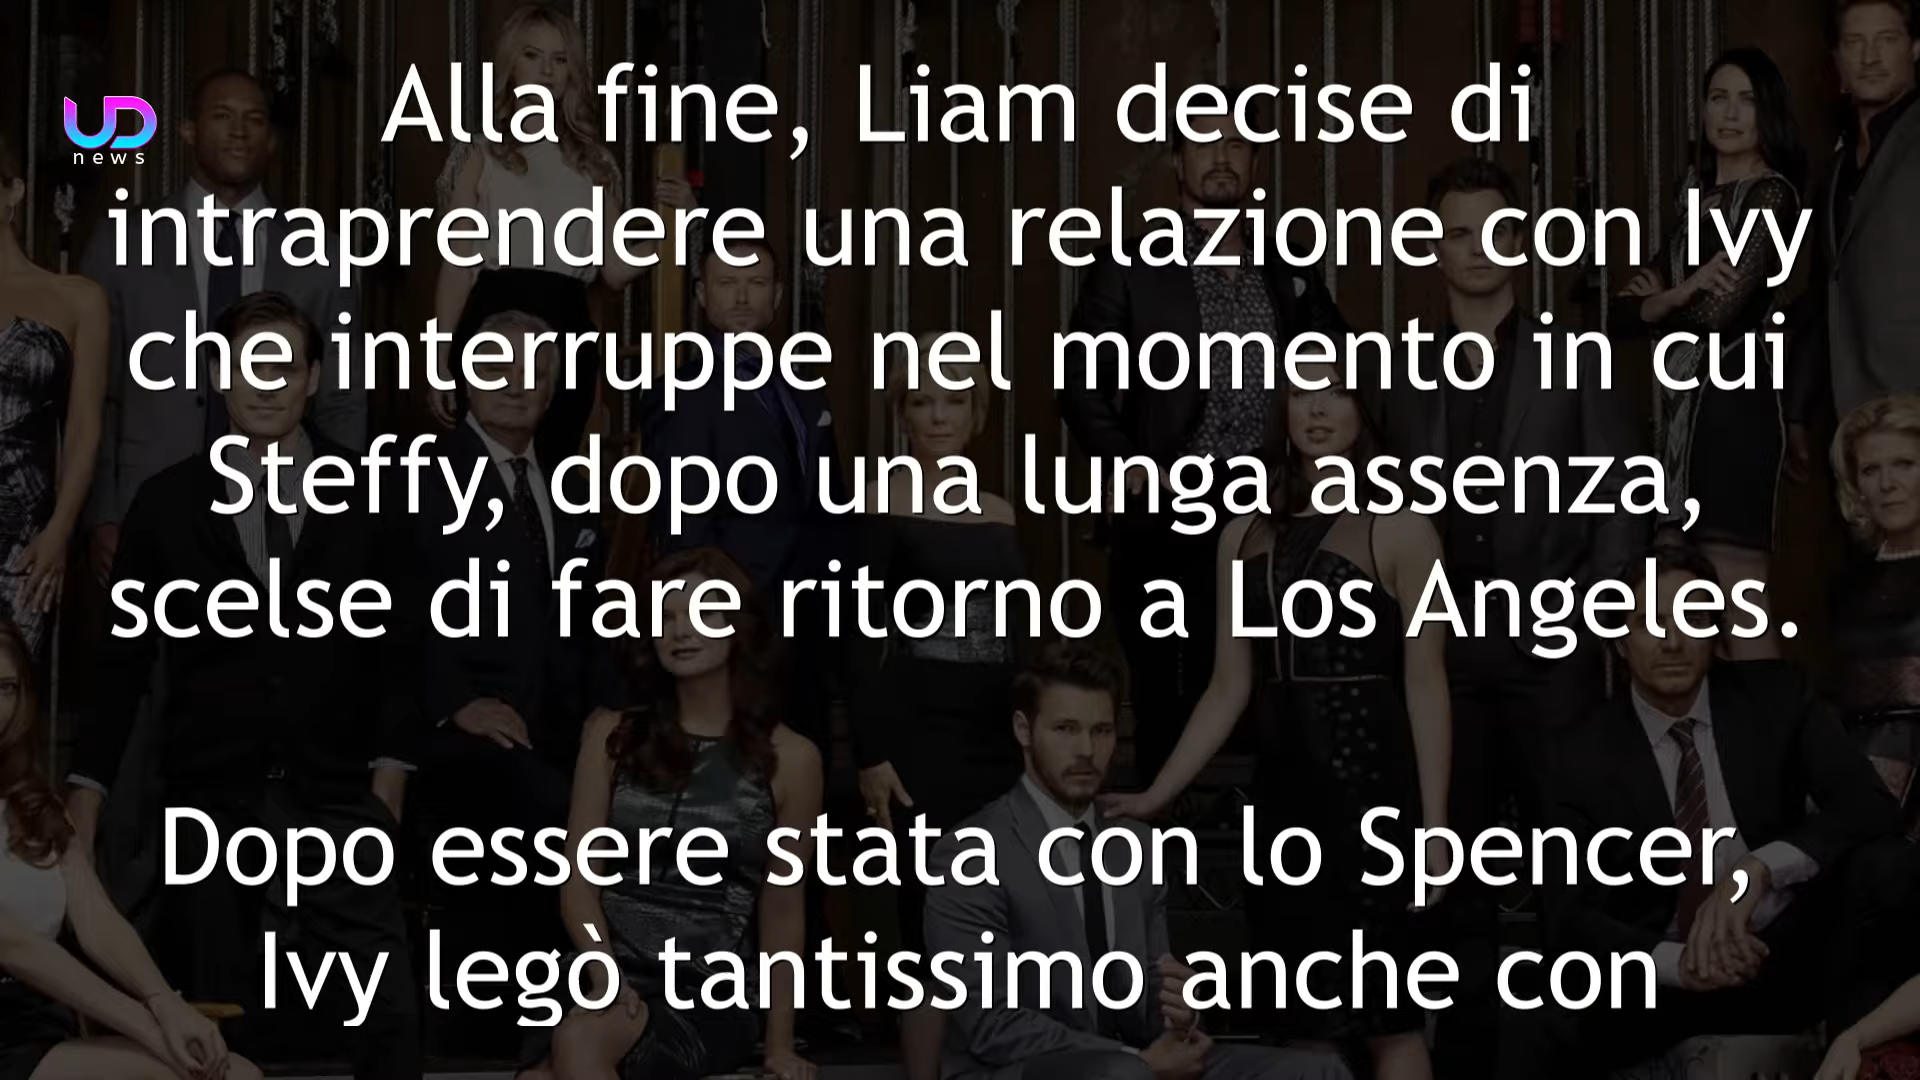 UD
news
Alla fine, Liam decise di
intraprendere una relazione con Ivy
che interruppe nel momento in cui
Steffy, dopo una lunga assenza,
scelse di fare ritorno a Los Angeles.
Dopo essere stata con lo Spencer,
Ivy legò tantissimo anche con